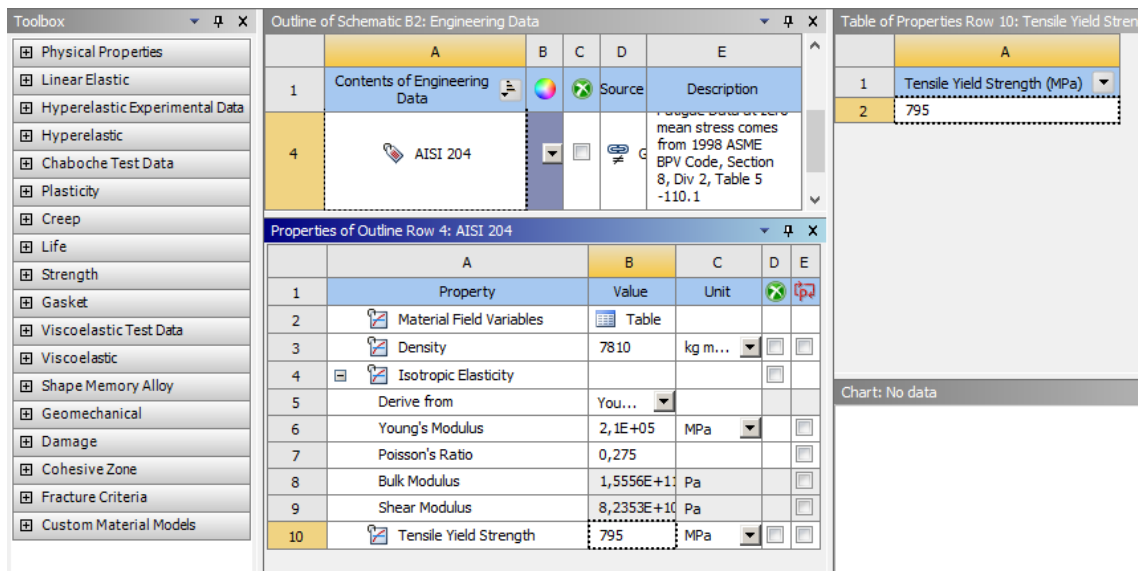 Toolbox
Physical Properties
Linear Elastic
Hyperelastic Experimental Data
Hyperelastic
Chaboche Test Data
Plasticity
Creep
Life
Strength
Gasket
Viscoelastic Test Data
Viscoelastic
Shape Memory Alloy
Geomechanical
Damage
Cohesive Zone
Fracture Criteria
Custom Material Models
Outline of Schematic B2: Engineering Data
A B C D E
1 Contents of Engineering Data Source Description
4 AISI 204
mean stress comes
from 1998 ASME
BPV Code, Section
8, Div 2, Table 5
-110.1
Properties of Outline Row 4: AISI 204
A B C D E
1 Property Value Unit
2 Material Field Variables Table
3 Density 7810 kg m...
4 Isotropic Elasticity
5 Derive from You...
6 Young's Modulus 2,1E+05 MPa
7 Poisson's Ratio 0,275
8 Bulk Modulus 1,5556E+11 Pa
9 Shear Modulus 8,2353E+10 Pa
10 Tensile Yield Strength 795 MPa
Table of Properties Row 10: Tensile Yield Stren
A
1 Tensile Yield Strength (MPa)
2 795
Chart: No data